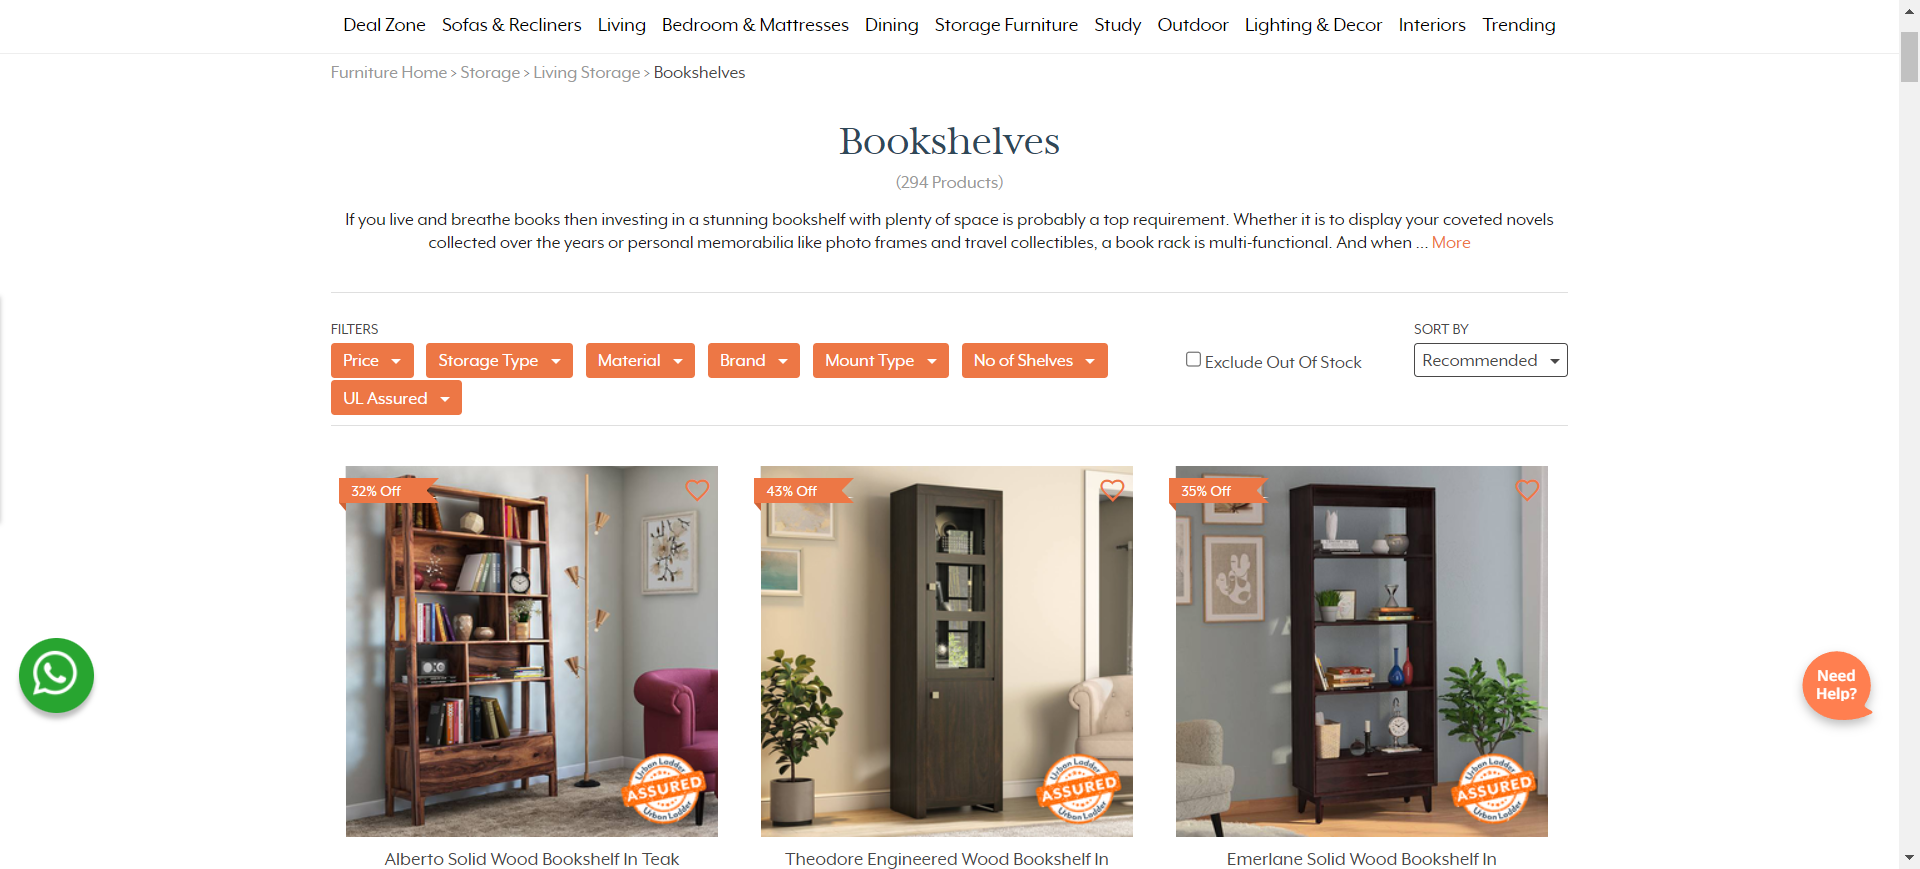 Deal Zone Sofas & Recliners Living Bedroom & Mattresses Dining Storage Furniture Study Outdoor Lighting & Decor Interiors Trending
Furniture Home > Storage > Living Storage > Bookshelves
Bookshelves
(294 Products)
If you live and breathe books then investing in a stunning bookshelf with plenty of space is probably a top requirement. Whether it is to display your coveted novels
collected over the years or personal memorabilia like photo frames and travel collectibles, a book rack is multi-functional. And when ... More
FILTERS
SORT BY
Price Storage Type Material Brand Mount Type No of Shelves
Exclude Out Of Stock
Recommended
UL Assured
32% Off
43% Off
35% Off
Urban Ladder
ASSURED
Urban Ladder
Urban Ladder
ASSURED
Urban Ladder
Urban Ladder
ASSURED
Urban Ladder
Need
Help?
Alberto Solid Wood Bookshelf In Teak
Theodore Engineered Wood Bookshelf In
Emerlane Solid Wood Bookshelf In